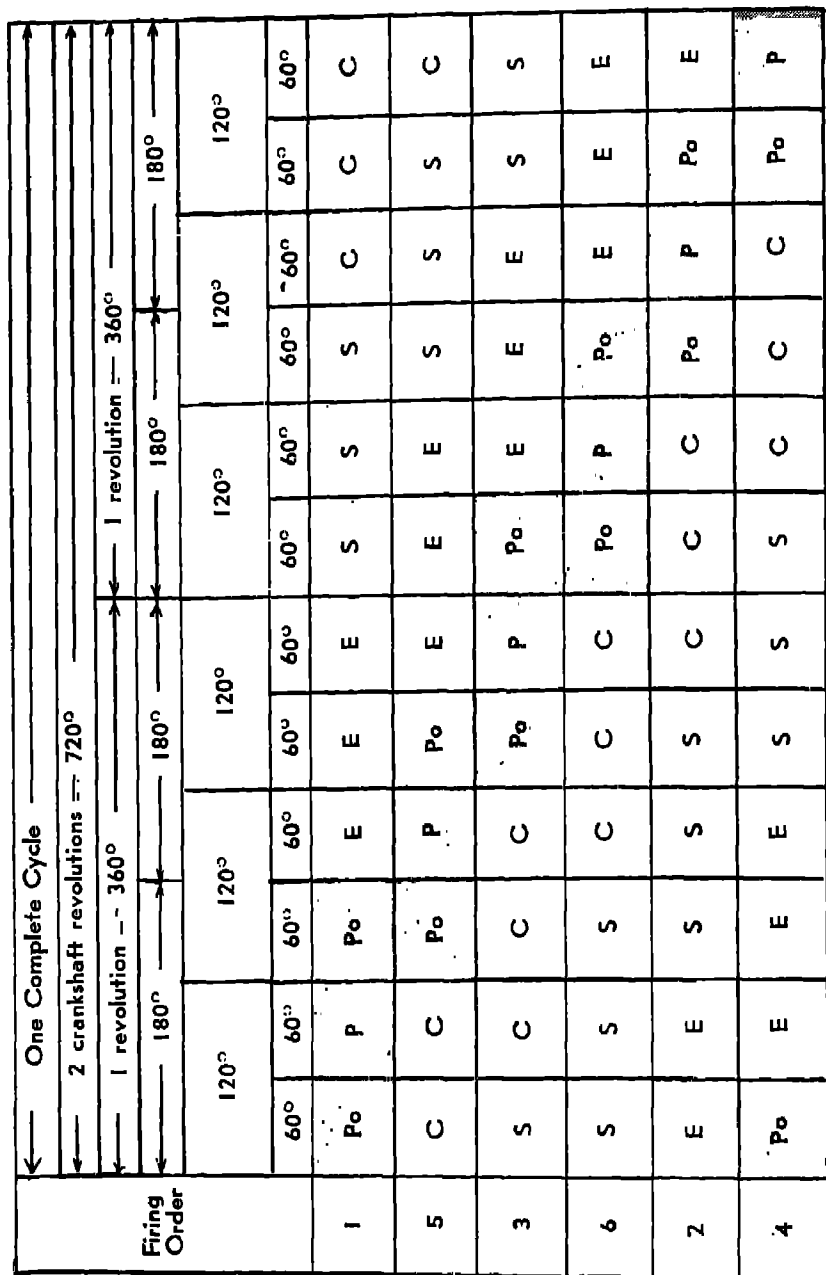 One Complete Cycle
2 crankshaft revolutions = 720°
1 revolution = 360° 1 revolution = 360°
180° 180° 180° 180°
Firing
Order
120° 120° 120° 120° 120° 120°
60° 60° 60° 60° 60° 60° 60° 60° 60° 60° 60° 60°
1 Po P Po E E E S S S C C C
5 C C Po P Po E E E S S S C
3 S C C C Po P Po E E E S S
6 S S S C C C Po P Po E E E
2 E E S S S C C C Po P Po E
4 Po E E E S S S C C C Po P